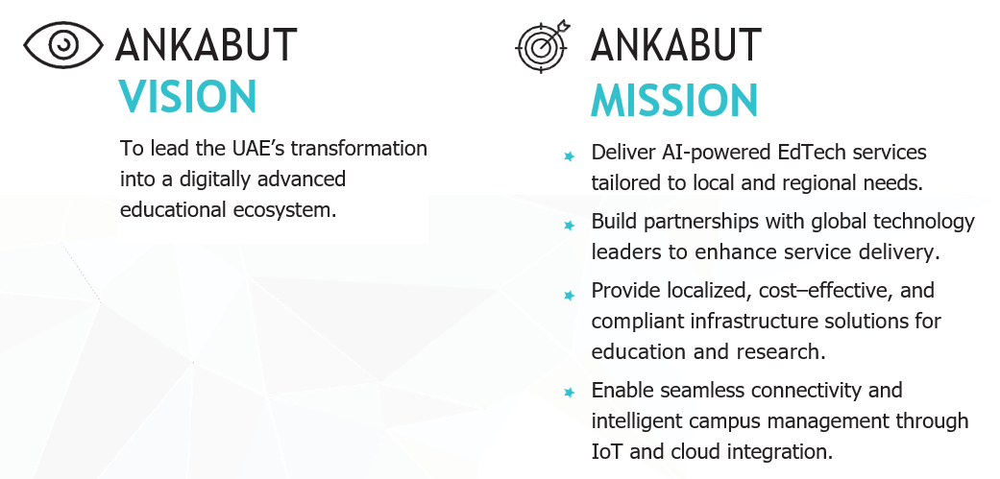 ANKABUT
VISION
To lead the UAE’s transformation
into a digitally advanced
educational ecosystem.
ANKABUT
MISSION
Deliver AI-powered EdTech services
tailored to local and regional needs.
Build partnerships with global technology
leaders to enhance service delivery.
Provide localized, cost–effective, and
compliant infrastructure solutions for
education and research.
Enable seamless connectivity and
intelligent campus management through
IoT and cloud integration.